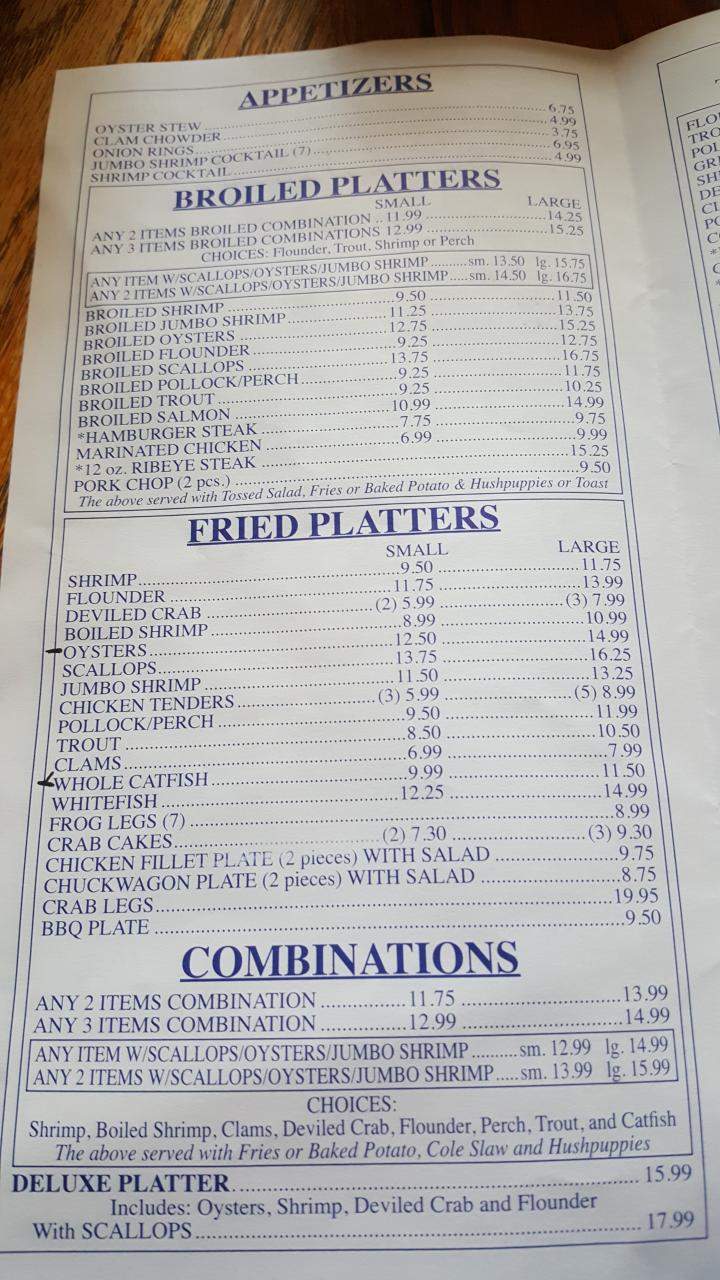 APPETIZERS
OYSTER STEW ........ 6.75
CLAM CHOWDER ........ 4.99
ONION RINGS ........ 3.75
JUMBO SHRIMP COCKTAIL (7) ........ 6.95
SHRIMP COCKTAIL ........ 4.99
BROILED PLATTERS
SMALL LARGE
ANY 2 ITEMS BROILED COMBINATION .. 11.99 ........ 14.25
ANY 3 ITEMS BROILED COMBINATIONS 12.99 ........ 15.25
CHOICES: Flounder, Trout, Shrimp or Perch
ANY ITEM W/SCALLOPS/OYSTERS/JUMBO SHRIMP ........ sm. 13.50 lg. 15.75
ANY 2 ITEMS W/SCALLOPS/OYSTERS/JUMBO SHRIMP ..... sm. 14.50 lg. 16.75
BROILED SHRIMP ........ 9.50 ........ 11.50
BROILED JUMBO SHRIMP ........ 11.25 ........ 13.75
BROILED OYSTERS ........ 12.75 ........ 15.25
BROILED FLOUNDER ........ 9.25 ........ 12.75
BROILED SCALLOPS ........ 13.75 ........ 16.75
BROILED POLLOCK/PERCH ........ 9.25 ........ 11.75
BROILED TROUT ........ 9.25 ........ 10.25
BROILED SALMON ........ 10.99 ........ 14.99
*HAMBURGER STEAK ........ 7.75 ........ 9.75
MARINATED CHICKEN ........ 6.99 ........ 9.99
*12 oz. RIBEYE STEAK ........ 15.25
PORK CHOP (2 pcs.) ........ 9.50
The above served with Tossed Salad, Fries or Baked Potato & Hushpuppies or Toast
FRIED PLATTERS
SMALL LARGE
SHRIMP ........ 9.50 ........ 11.75
FLOUNDER ........ 11.75 ........ 13.99
DEVILED CRAB ........ (2) 5.99 ........ (3) 7.99
BOILED SHRIMP ........ 8.99 ........ 10.99
OYSTERS ........ 12.50 ........ 14.99
SCALLOPS ........ 13.75 ........ 16.25
JUMBO SHRIMP ........ 11.50 ........ 13.25
CHICKEN TENDERS ........ (3) 5.99 ........ (5) 8.99
POLLOCK/PERCH ........ 9.50 ........ 11.99
TROUT ........ 8.50 ........ 10.50
CLAMS ........ 6.99 ........ 7.99
WHOLE CATFISH ........ 9.99 ........ 11.50
WHITEFISH ........ 12.25 ........ 14.99
FROG LEGS (7) ........ 8.99
CRAB CAKES ........ (2) 7.30 ........ (3) 9.30
CHICKEN FILLET PLATE (2 pieces) WITH SALAD ........ 9.75
CHUCKWAGON PLATE (2 pieces) WITH SALAD ........ 8.75
CRAB LEGS ........ 19.95
BBQ PLATE ........ 9.50
COMBINATIONS
ANY 2 ITEMS COMBINATION ........ 11.75 ........ 13.99
ANY 3 ITEMS COMBINATION ........ 12.99 ........ 14.99
ANY ITEM W/SCALLOPS/OYSTERS/JUMBO SHRIMP ........ sm. 12.99 lg. 14.99
ANY 2 ITEMS W/SCALLOPS/OYSTERS/JUMBO SHRIMP ..... sm. 13.99 lg. 15.99
CHOICES:
Shrimp, Boiled Shrimp, Clams, Deviled Crab, Flounder, Perch, Trout, and Catfish
The above served with Fries or Baked Potato, Cole Slaw and Hushpuppies
DELUXE PLATTER ........ 15.99
Includes: Oysters, Shrimp, Deviled Crab and Flounder
With SCALLOPS ........ 17.99